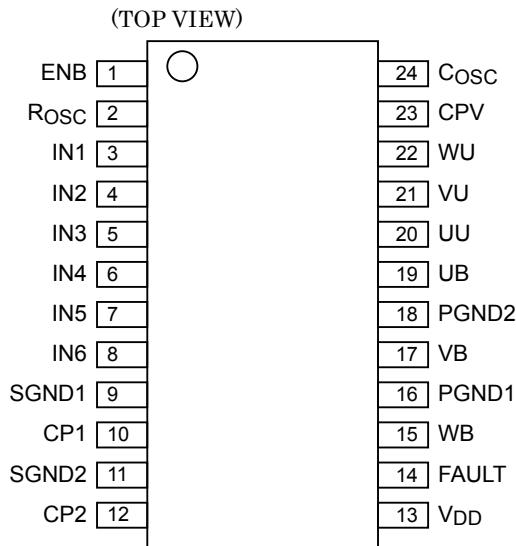 (TOP VIEW)
ENB 1 24 COSC
ROSC 2 23 CPV
IN1 3 22 WU
IN2 4 21 VU
IN3 5 20 UU
IN4 6 19 UB
IN5 7 18 PGND2
IN6 8 17 VB
SGND1 9 16 PGND1
CP1 10 15 WB
SGND2 11 14 FAULT
CP2 12 13 VDD